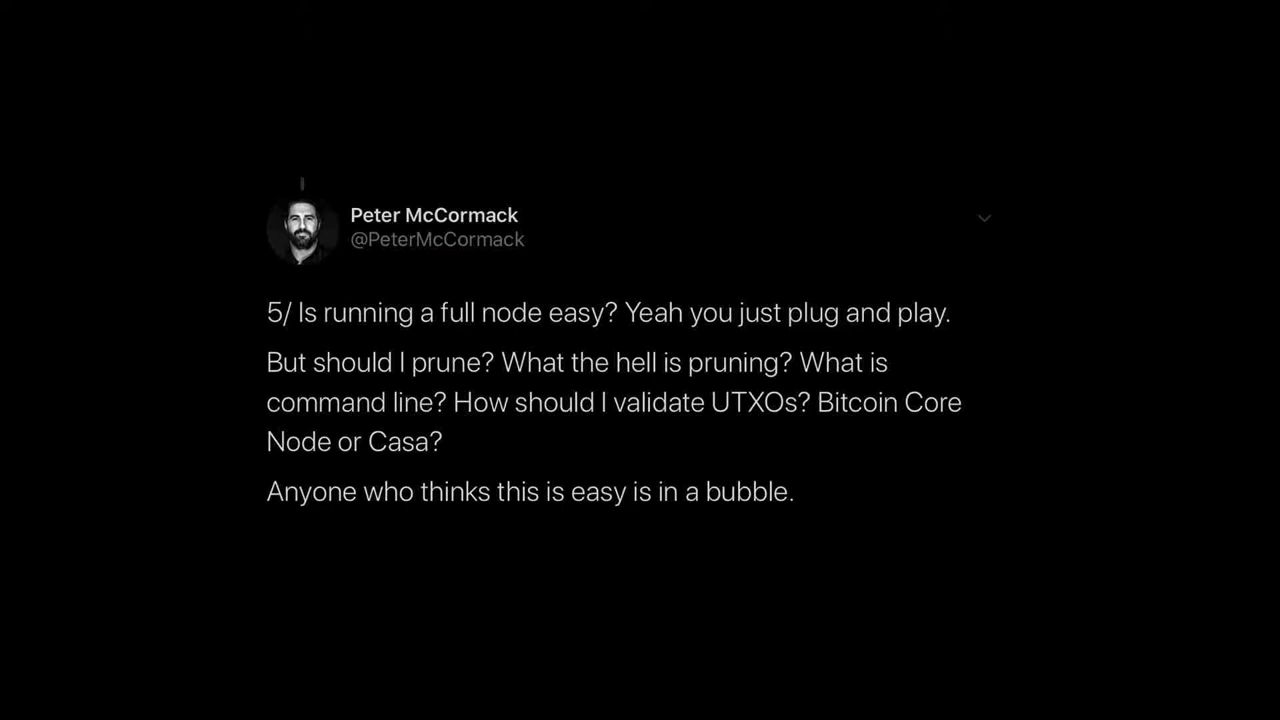 Peter McCormack
@PeterMcCormack
5/ Is running a full node easy? Yeah you just plug and play.
But should I prune? What the hell is pruning? What is
command line? How should I validate UTXOs? Bitcoin Core
Node or Casa?
Anyone who thinks this is easy is in a bubble.